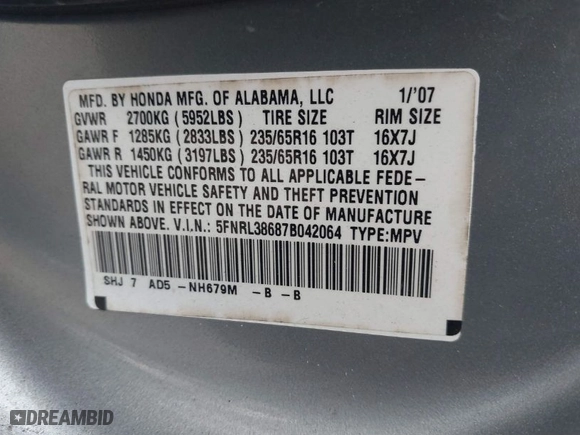 MFD. BY HONDA MFG. OF ALABAMA, LLC 1/'07
GVWR 2700KG (5952LBS) TIRE SIZE RIM SIZE
GAWR F 1285KG (2833LBS) 235/65R16 103T 16X7J
GAWR R 1450KG (3197LBS) 235/65R16 103T 16X7J
THIS VEHICLE CONFORMS TO ALL APPLICABLE FEDE-
RAL MOTOR VEHICLE SAFETY AND THEFT PREVENTION
STANDARDS IN EFFECT ON THE DATE OF MANUFACTURE
SHOWN ABOVE. V.I.N.: 5FNRL38687B042064 TYPE:MPV
SHJ 7 AD5 -NH679M -B -B
DREAMBID